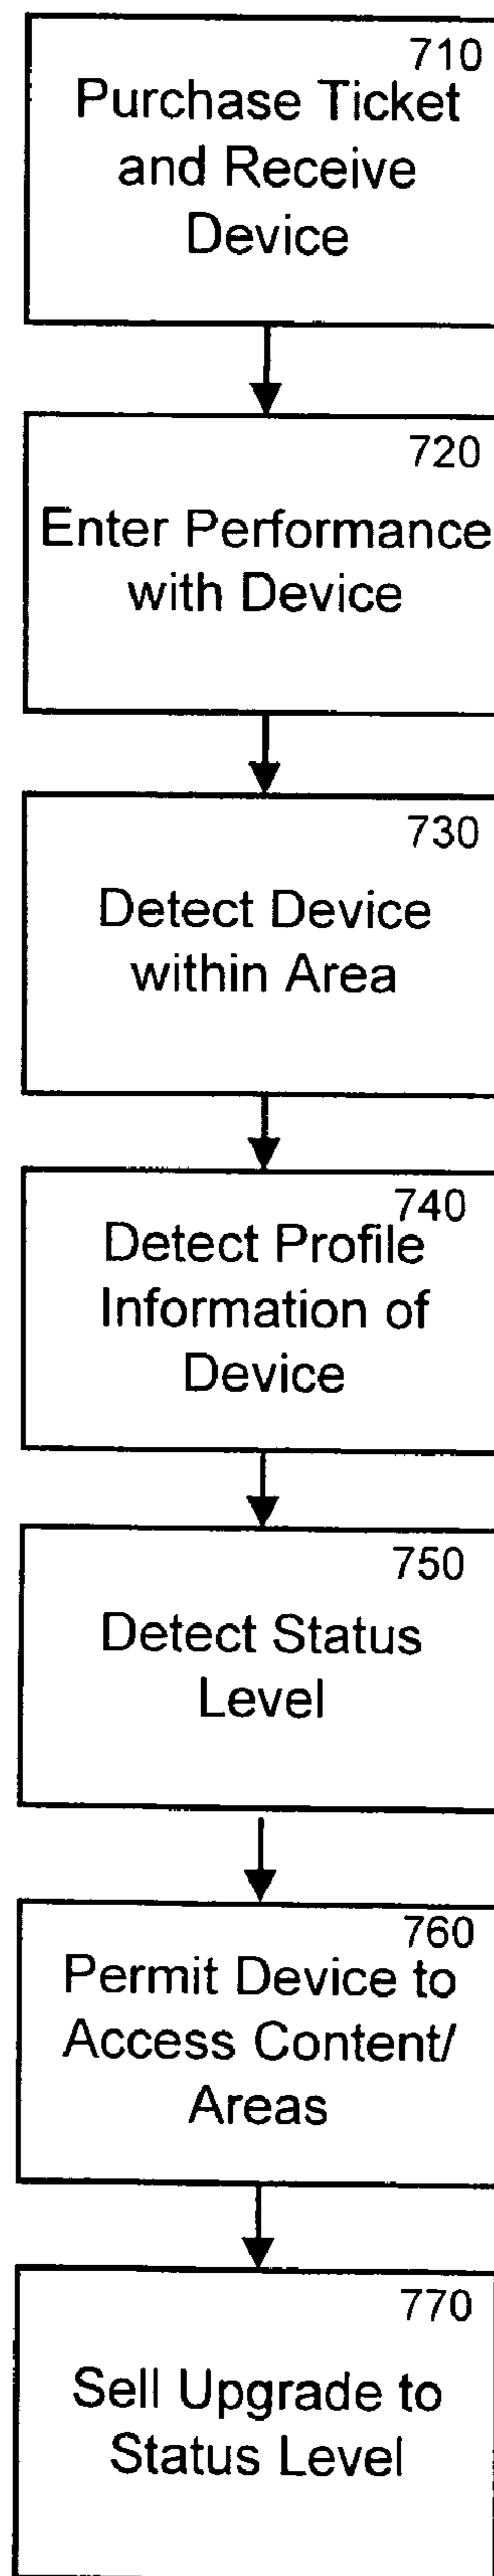 710
Purchase Ticket
and Receive
Device
720
Enter Performance
with Device
730
Detect Device
within Area
740
Detect Profile
Information of
Device
750
Detect Status
Level
760
Permit Device to
Access Content/
Areas
770
Sell Upgrade to
Status Level